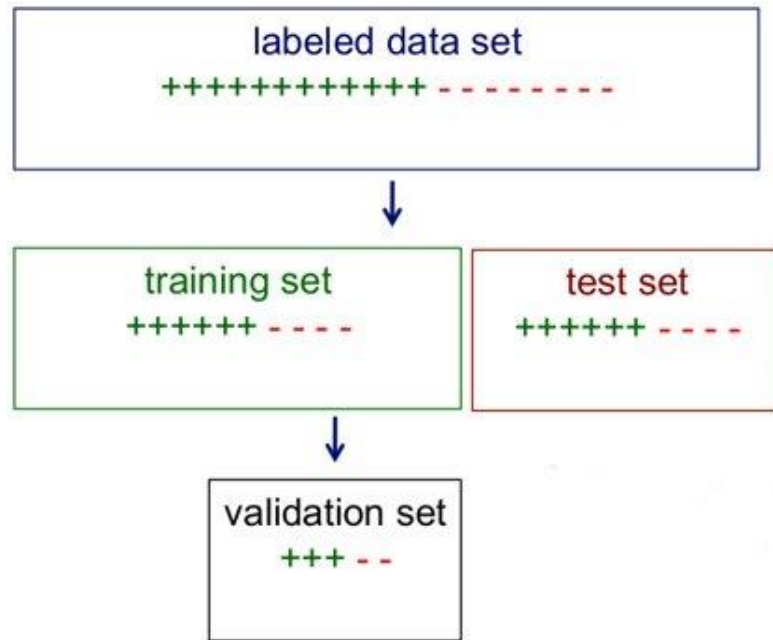 labeled data set
++++++++++++ - - - - - - - -
training set
++++++ - - - -
test set
++++++ - - - -
validation set
+++ - -